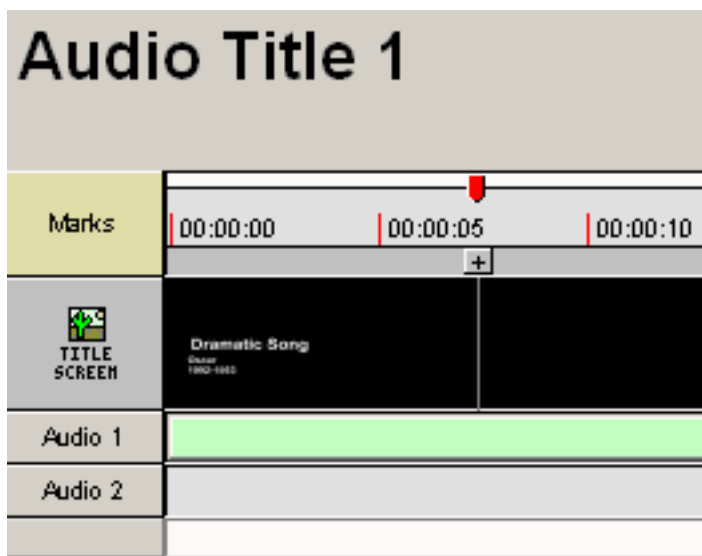 Audio Title 1
Marks
00:00:00 00:00:05 00:00:10
+
TITLE
SCREEN
Dramatic Song
Audio 1
Audio 2